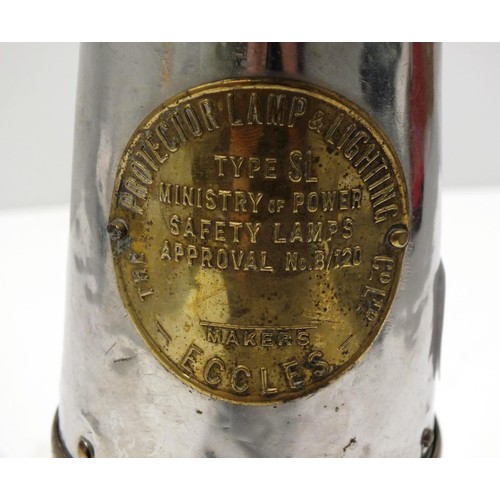 THE PROTECTOR LAMP & LIGHTING Co LTD
TYPE SL
MINISTRY OF POWER
SAFETY LAMPS
APPROVAL No. B/120
MAKERS
- ECCLES -